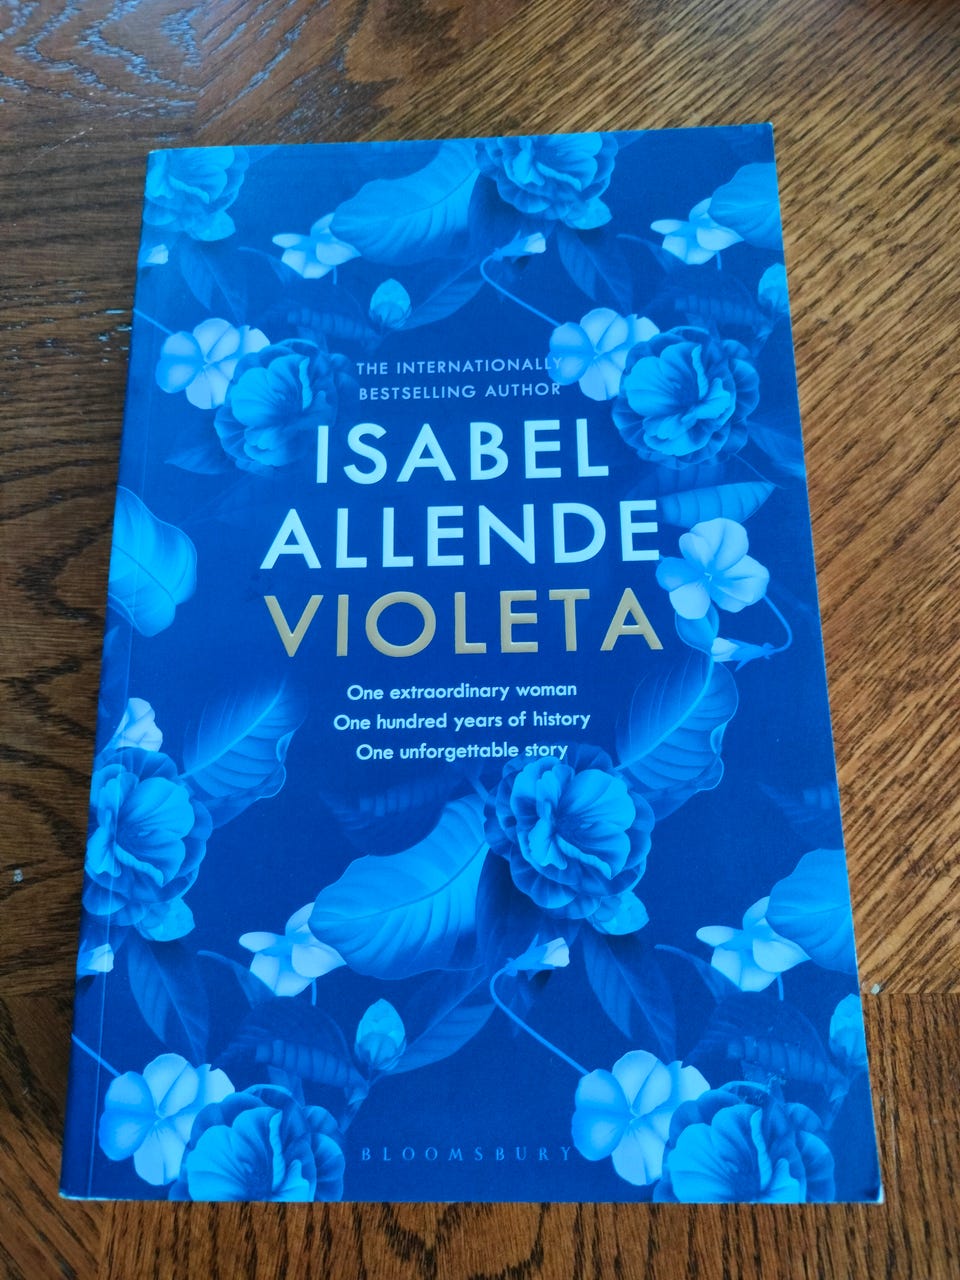 THE INTERNATIONALLY
BESTSELLING AUTHOR
ISABEL
ALLENDE
VIOLETA
One extraordinary woman
One hundred years of history
One unforgettable story
BLOOMSBURY